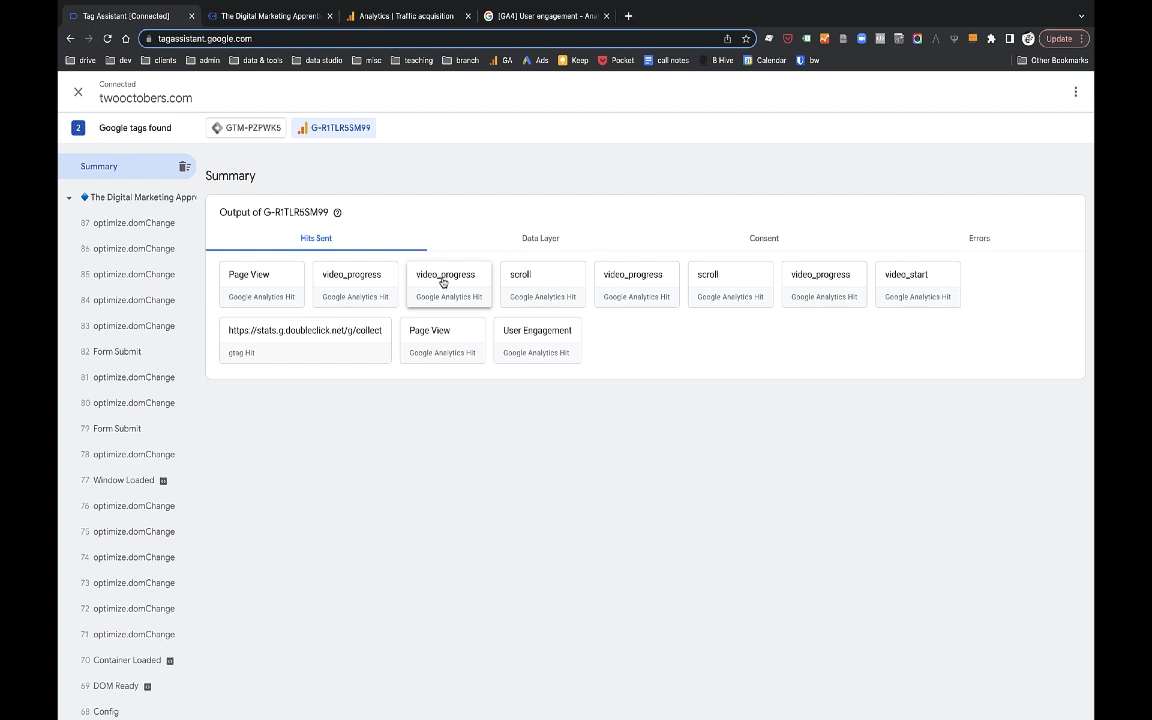 Tag Assistant [Connected]
The Digital Marketing Apprenti
Analytics | Traffic acquisition
[GA4] User engagement - Anal
tagassistant.google.com
Update
drive
dev
clients
admin
data & tools
data studio
misc
teaching
branch
GA
Ads
Keep
Pocket
call notes
B Hive
Calendar
bw
Other Bookmarks
Connected
twooctobers.com
2 Google tags found
GTM-PZPWK5
G-R1TLR5SM99
Summary
The Digital Marketing Appre
87 optimize.domChange
86 optimize.domChange
85 optimize.domChange
84 optimize.domChange
83 optimize.domChange
82 Form Submit
81 optimize.domChange
80 optimize.domChange
79 Form Submit
78 optimize.domChange
77 Window Loaded
76 optimize.domChange
75 optimize.domChange
74 optimize.domChange
73 optimize.domChange
72 optimize.domChange
71 optimize.domChange
70 Container Loaded
69 DOM Ready
68 Config
Summary
Output of G-R1TLR5SM99
Hits Sent
Data Layer
Consent
Errors
Page View
Google Analytics Hit
video_progress
Google Analytics Hit
video_progress
Google Analytics Hit
scroll
Google Analytics Hit
video_progress
Google Analytics Hit
scroll
Google Analytics Hit
video_progress
Google Analytics Hit
video_start
Google Analytics Hit
https://stats.g.doubleclick.net/g/collect
gtag Hit
Page View
Google Analytics Hit
User Engagement
Google Analytics Hit